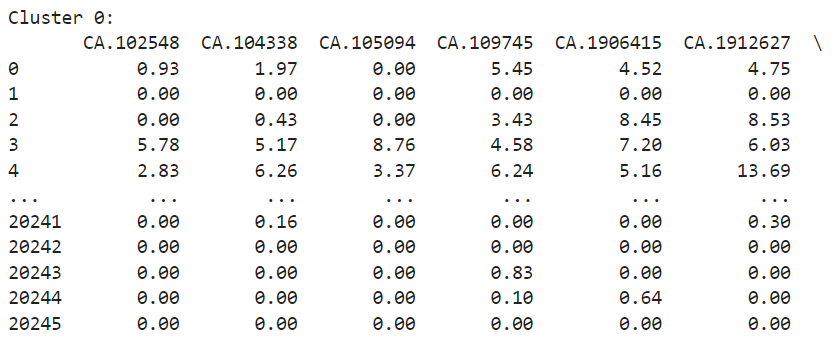 Cluster 0:
CA.102548 CA.104338 CA.105094 CA.109745 CA.1906415 CA.1912627 \
0 0.93 1.97 0.00 5.45 4.52 4.75
1 0.00 0.00 0.00 0.00 0.00 0.00
2 0.00 0.43 0.00 3.43 8.45 8.53
3 5.78 5.17 8.76 4.58 7.20 6.03
4 2.83 6.26 3.37 6.24 5.16 13.69
... ... ... ... ... ... ...
20241 0.00 0.16 0.00 0.00 0.00 0.30
20242 0.00 0.00 0.00 0.00 0.00 0.00
20243 0.00 0.00 0.00 0.83 0.00 0.00
20244 0.00 0.00 0.00 0.10 0.64 0.00
20245 0.00 0.00 0.00 0.00 0.00 0.00